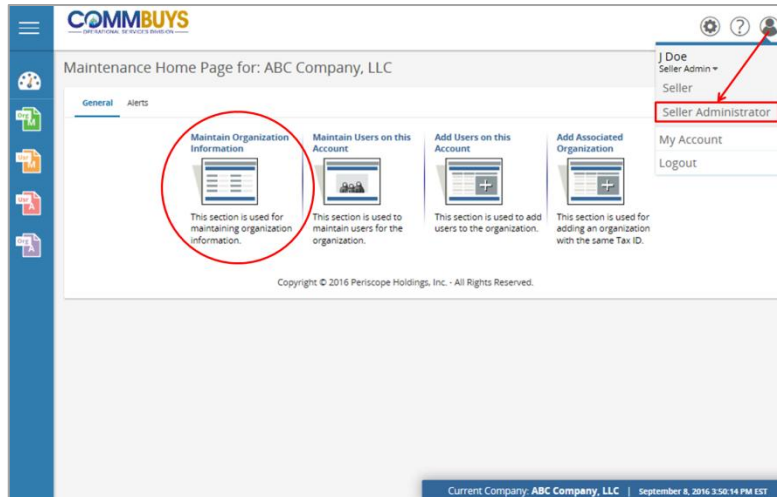 COMMBUYS
OPERATIONAL SERVICES DIVISION
J Doe
Seller Admin
Seller
Seller Administrator
My Account
Logout
Maintenance Home Page for: ABC Company, LLC
General Alerts
Maintain Organization
Information
This section is used for
maintaining organization
information.
Maintain Users on this
Account
This section is used to
maintain users for the
organization.
Add Users on this
Account
This section is used to add
users to the organization.
Add Associated
Organization
This section is used for
adding an organization
with the same Tax ID.
Org
M
Usr
M
Usr
A
Org
A
Copyright © 2016 Periscope Holdings, Inc. - All Rights Reserved.
Current Company: ABC Company, LLC | September 8, 2016 3:50:14 PM EST